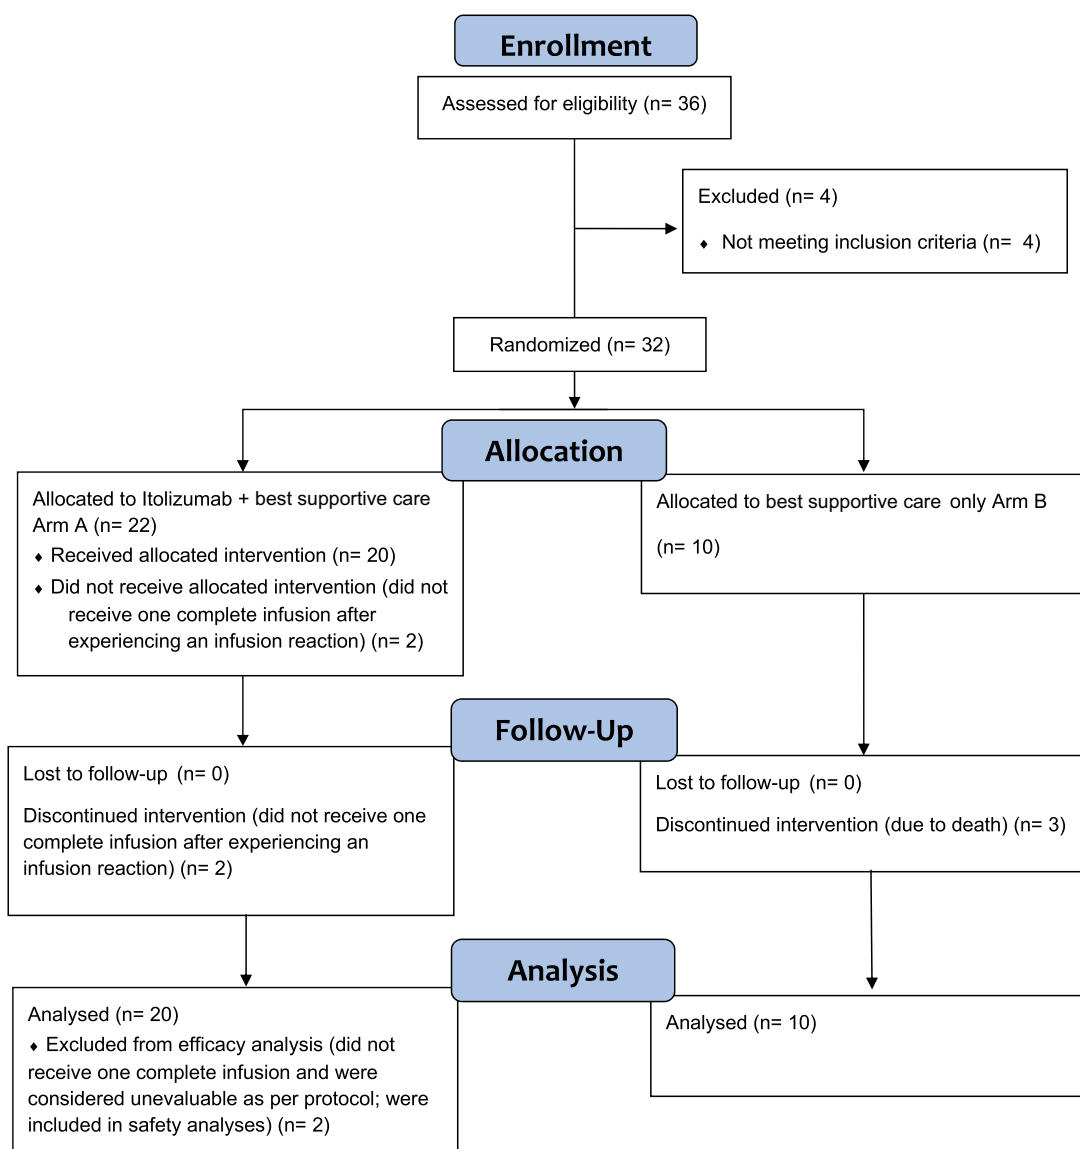 Enrollment
Assessed for eligibility (n= 36)
Excluded (n= 4)
♦ Not meeting inclusion criteria (n= 4)
Randomized (n= 32)
Allocation
Allocated to Itolizumab + best supportive care
Arm A (n= 22)
♦ Received allocated intervention (n= 20)
♦ Did not receive allocated intervention (did not
receive one complete infusion after
experiencing an infusion reaction) (n= 2)
Allocated to best supportive care only Arm B
(n= 10)
Follow-Up
Lost to follow-up (n= 0)
Discontinued intervention (did not receive one
complete infusion after experiencing an
infusion reaction) (n= 2)
Lost to follow-up (n= 0)
Discontinued intervention (due to death) (n= 3)
Analysis
Analysed (n= 20)
♦ Excluded from efficacy analysis (did not
receive one complete infusion and were
considered unevaluable as per protocol; were
included in safety analyses) (n= 2)
Analysed (n= 10)